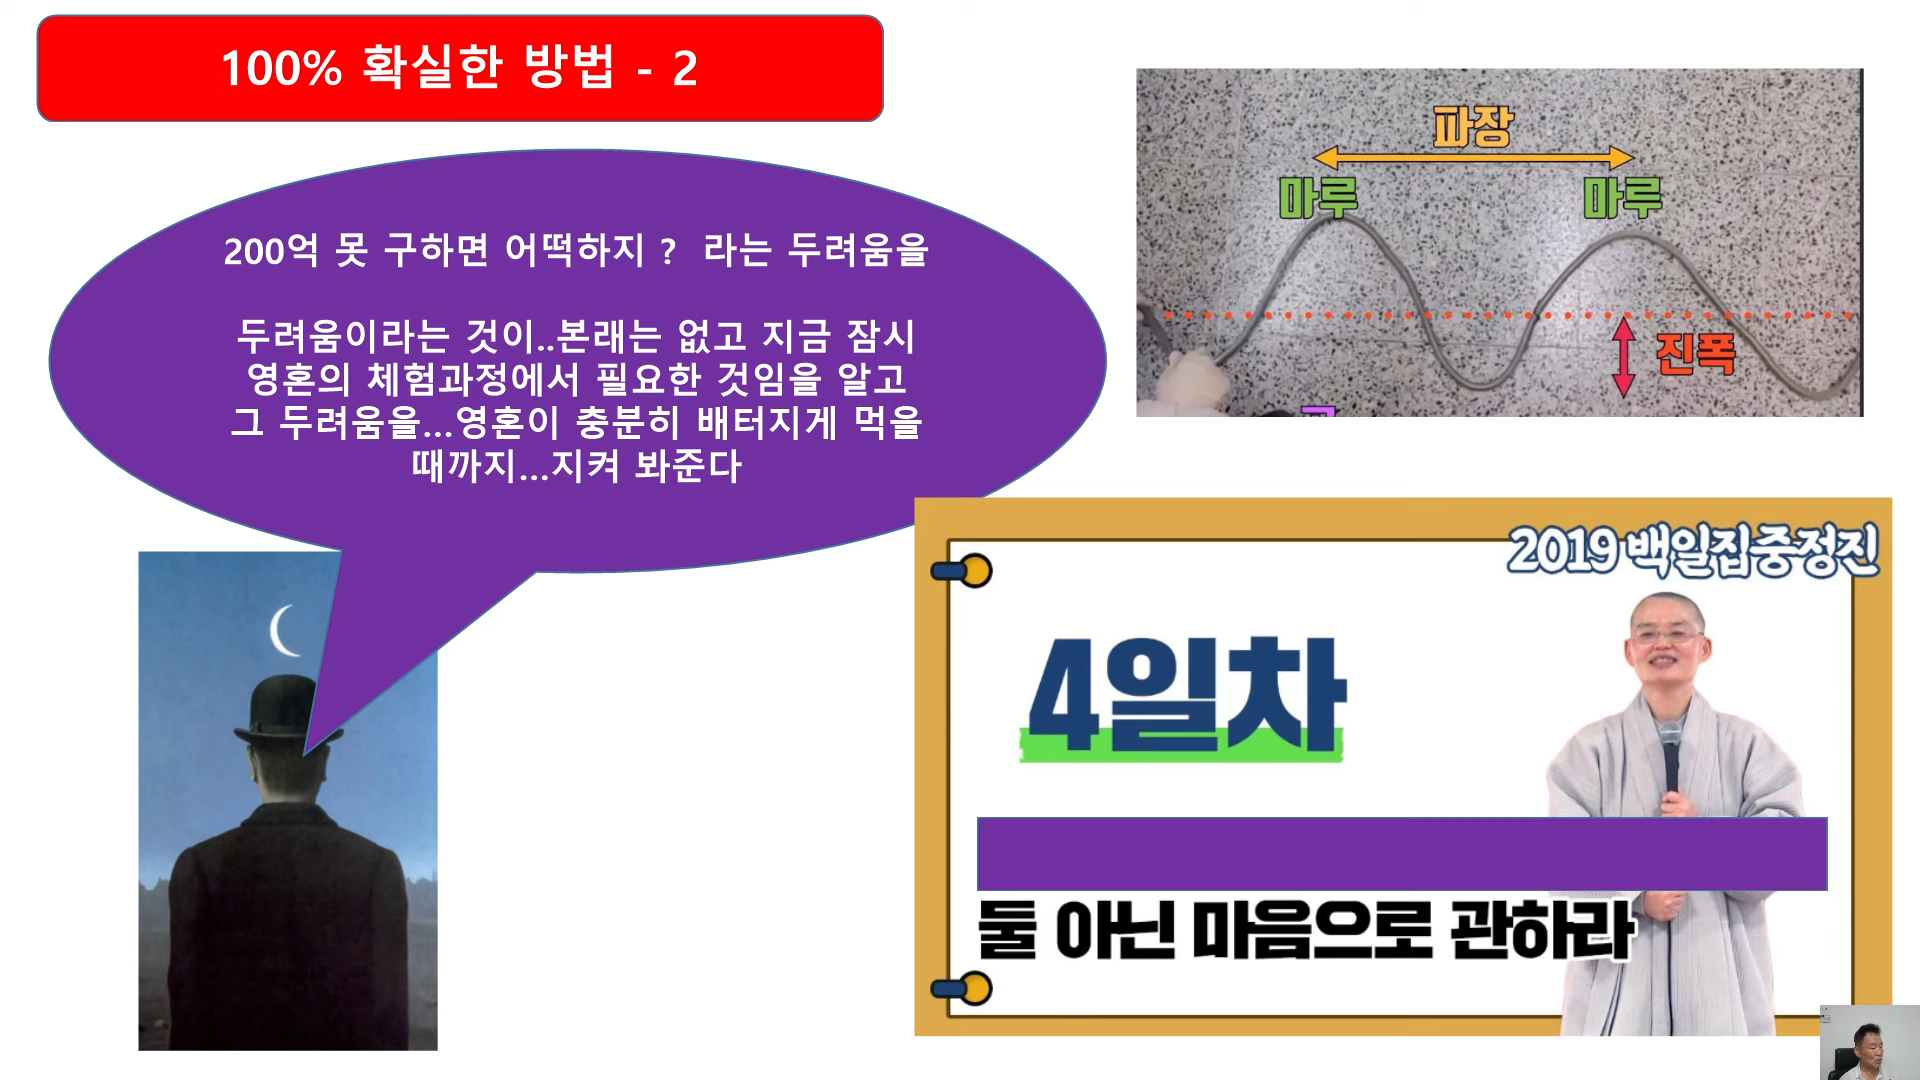 100% 확실한 방법 - 2
200억 못 구하면 어떡하지 ? 라는 두려움을
두려움이라는 것이..본래는 없고 지금 잠시
영혼의 체험과정에서 필요한 것임을 알고
그 두려움을...영혼이 충분히 배터지게 먹을
때까지...지켜 봐준다
파장
마루 마루
진폭
2019 백일집중정진
4일차
둘 아닌 마음으로 관하라